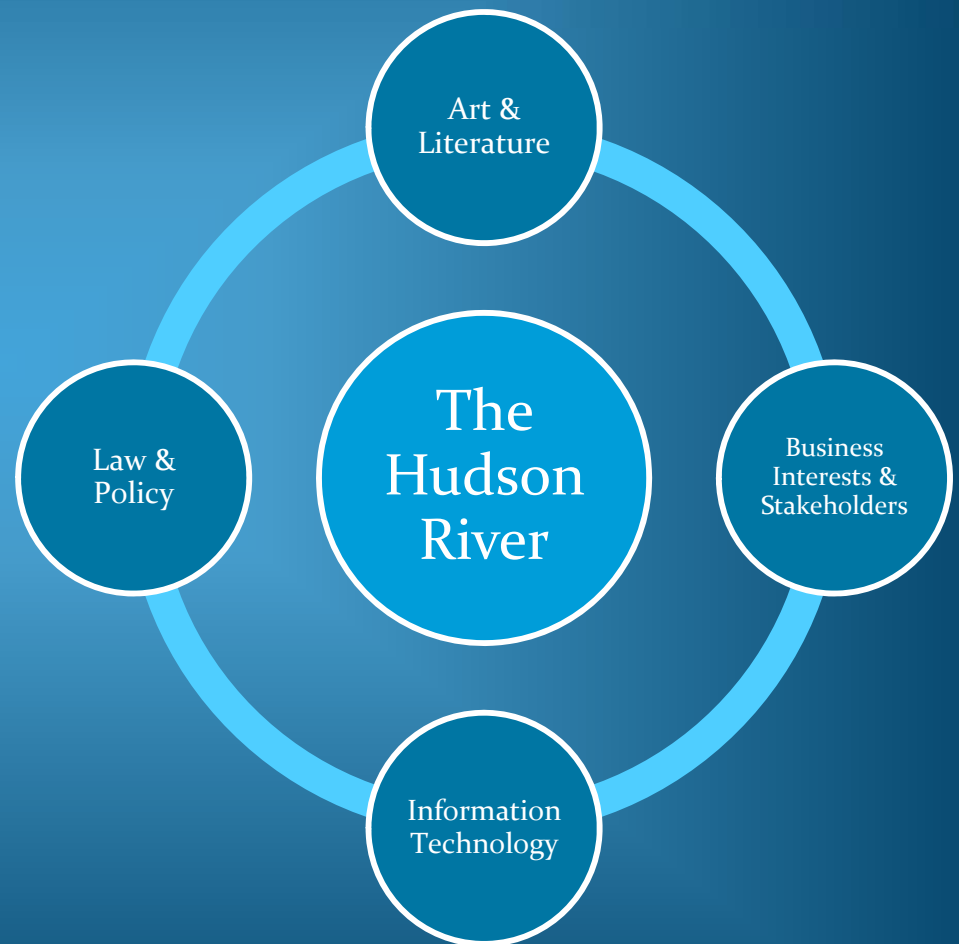 Art &
Literature
The
Hudson
River
Law &
Policy
Business
Interests &
Stakeholders
Information
Technology